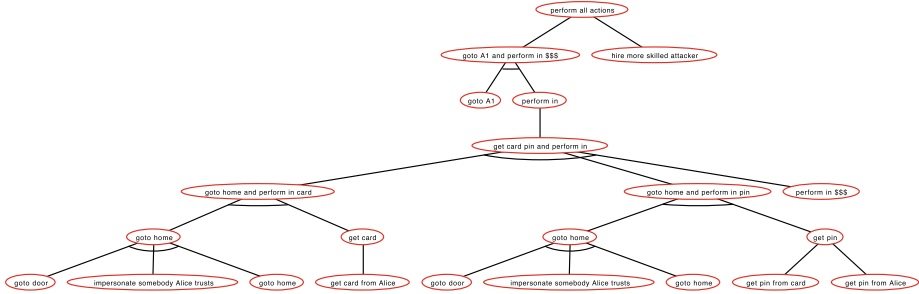 perform all actions
goto A1 and perform in $$$
hire more skilled attacker
goto A1
perform in
get card pin and perform in
goto home and perform in card
goto home and perform in pin
perform in $$$
goto home
get card
goto home
get pin
goto door
impersonate somebody Alice trusts
goto home
get card from Alice
goto door
impersonate somebody Alice trusts
goto home
get pin from card
get pin from Alice